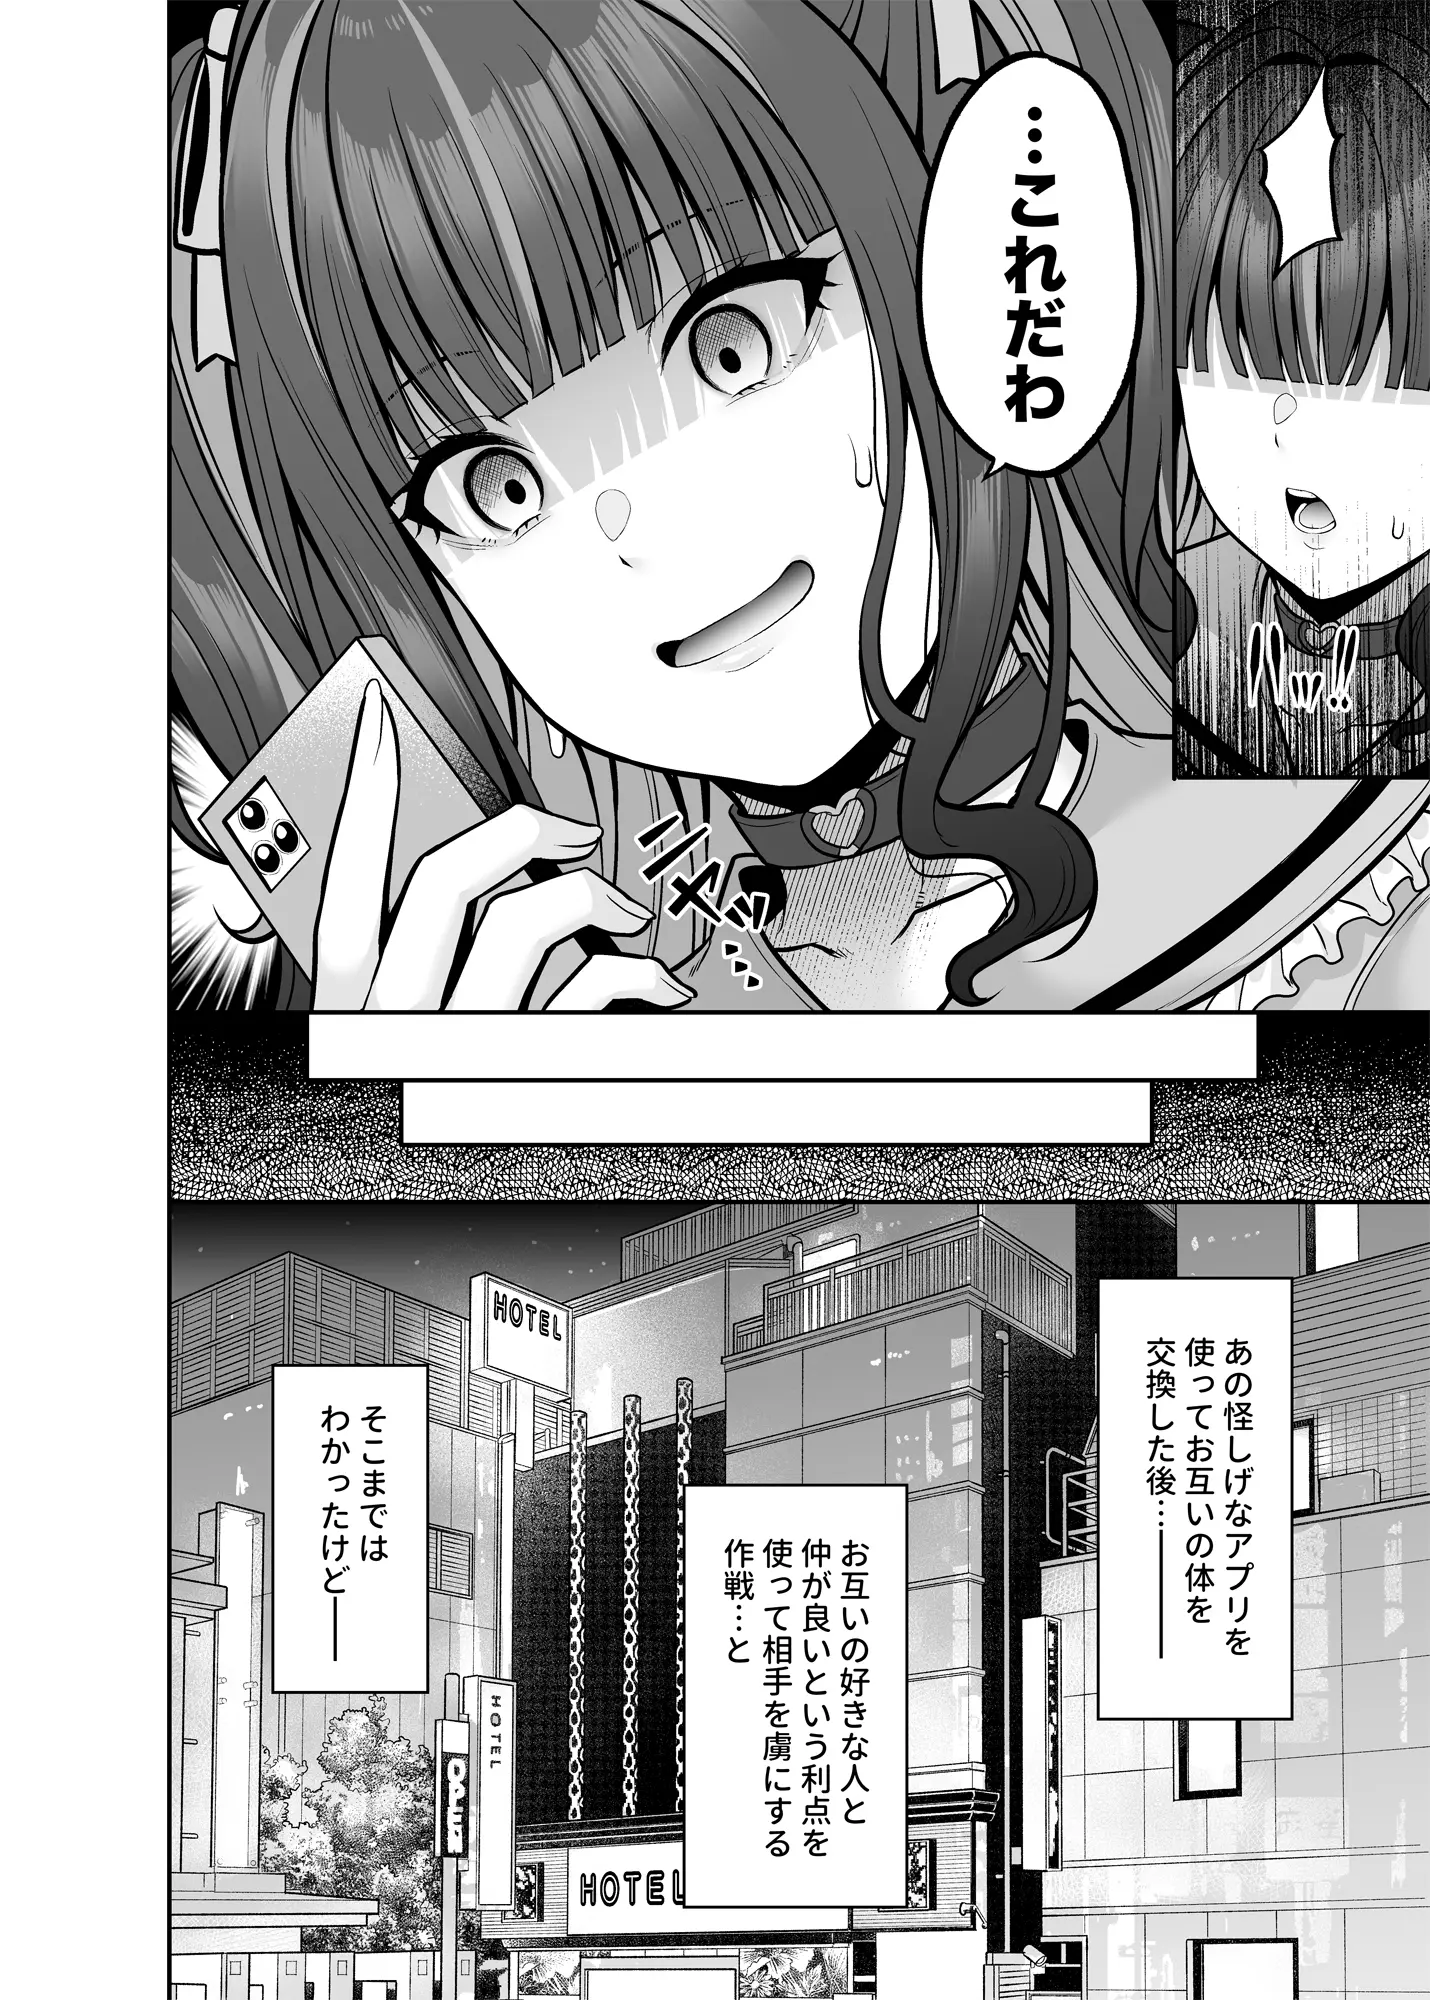 ハッ!!
…これだわ
ニヤッ
あの怪しげなアプリを
使ってお互いの体を
交換した後…――
お互いの好きな人と
仲が良いという利点を
使って相手を虜にする
作戦…と
そこまでは
わかったけど――
HOTEL
HOTEL
OPEN
HOTEL